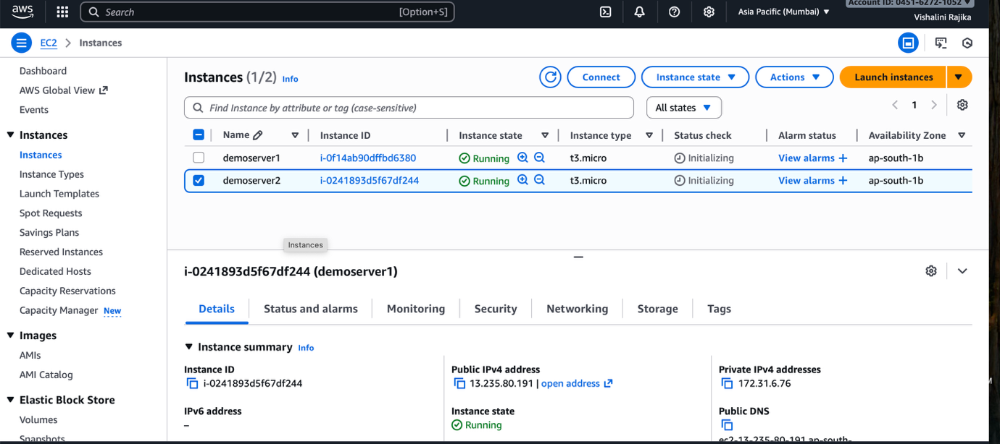 aws
Search [Option+S]
Asia Pacific (Mumbai)
Account ID: 0451-6272-1052
Vishalini Rajika
EC2 Instances
Dashboard
AWS Global View
Events
Instances
Instances
Instance Types
Launch Templates
Spot Requests
Savings Plans
Reserved Instances
Dedicated Hosts
Capacity Reservations
Capacity Manager New
Images
AMIs
AMI Catalog
Elastic Block Store
Volumes
Snapshots
Instances (1/2) Info
Connect Instance state Actions Launch instances
Find Instance by attribute or tag (case-sensitive) All states 1
Name Instance ID Instance state Instance type Status check Alarm status Availability Zone
demoserver1 i-0f14ab90dffbd6380 Running t3.micro Initializing View alarms + ap-south-1b
demoserver2 i-0241893d5f67df244 Running t3.micro Initializing View alarms + ap-south-1b
Instances
i-0241893d5f67df244 (demoserver1)
Details Status and alarms Monitoring Security Networking Storage Tags
Instance summary Info
Instance ID
i-0241893d5f67df244
Public IPv4 address
13.235.80.191 | open address
Private IPv4 addresses
172.31.6.76
IPv6 address
–
Instance state
Running
Public DNS
ec2-13-235-80-191.ap-south-